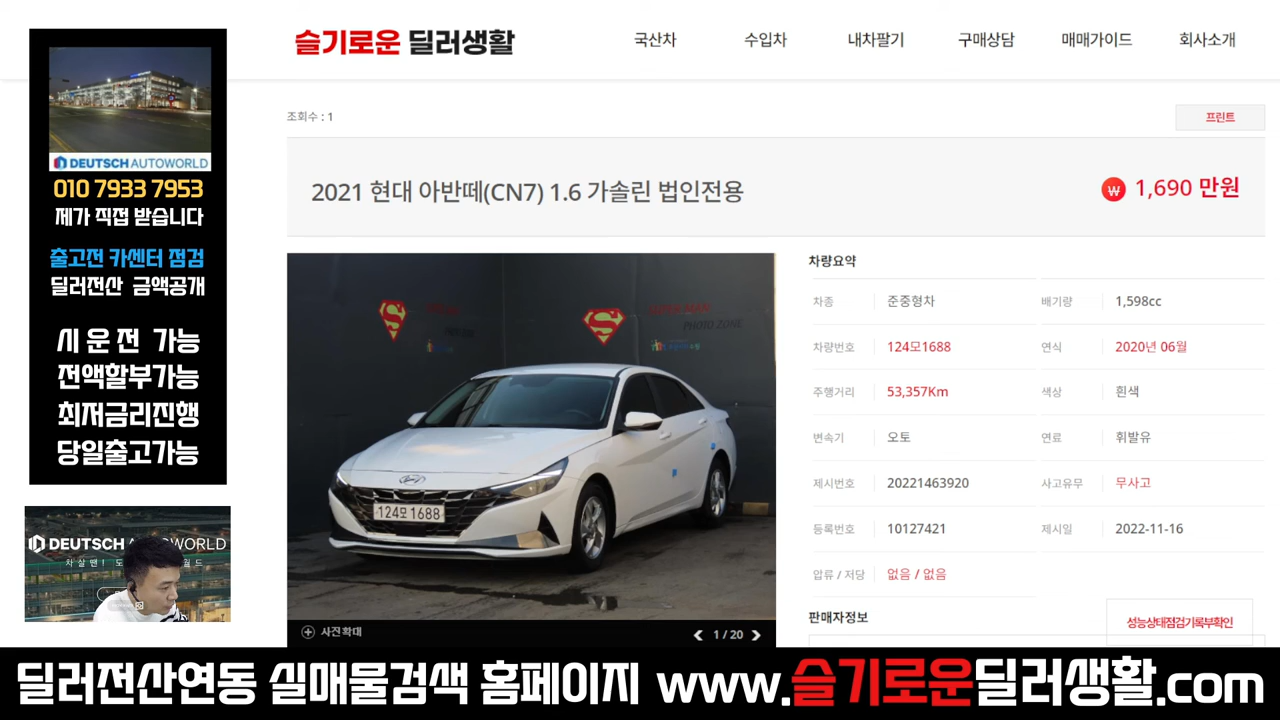 DEUTSCH AUTOWORLD
010 7933 7953
제가 직접 받습니다
출고전 카센터 점검
딜러전산 금액공개
시 운 전 가능
전액할부가능
최저금리진행
당일출고가능
슬기로운 딜러생활
국산차 수입차 내차팔기 구매상담 매매가이드 회사소개
조회수 : 1
프린트
2021 현대 아반떼(CN7) 1.6 가솔린 법인전용
₩ 1,690 만원
PHOTO ZONE
124모 1688
사진확대
1 / 20
차량요약
차종 준중형차 배기량 1,598cc
차량번호 124모1688 연식 2020년 06월
주행거리 53,357Km 색상 흰색
변속기 오토 연료 휘발유
제시번호 20221463920 사고유무 무사고
등록번호 10127421 제시일 2022-11-16
압류 / 저당 없음 / 없음
판매자정보
성능상태점검기록부확인
DEUTSCH AUTOWORLD
딜러전산연동 실매물검색 홈페이지 www.슬기로운딜러생활.com